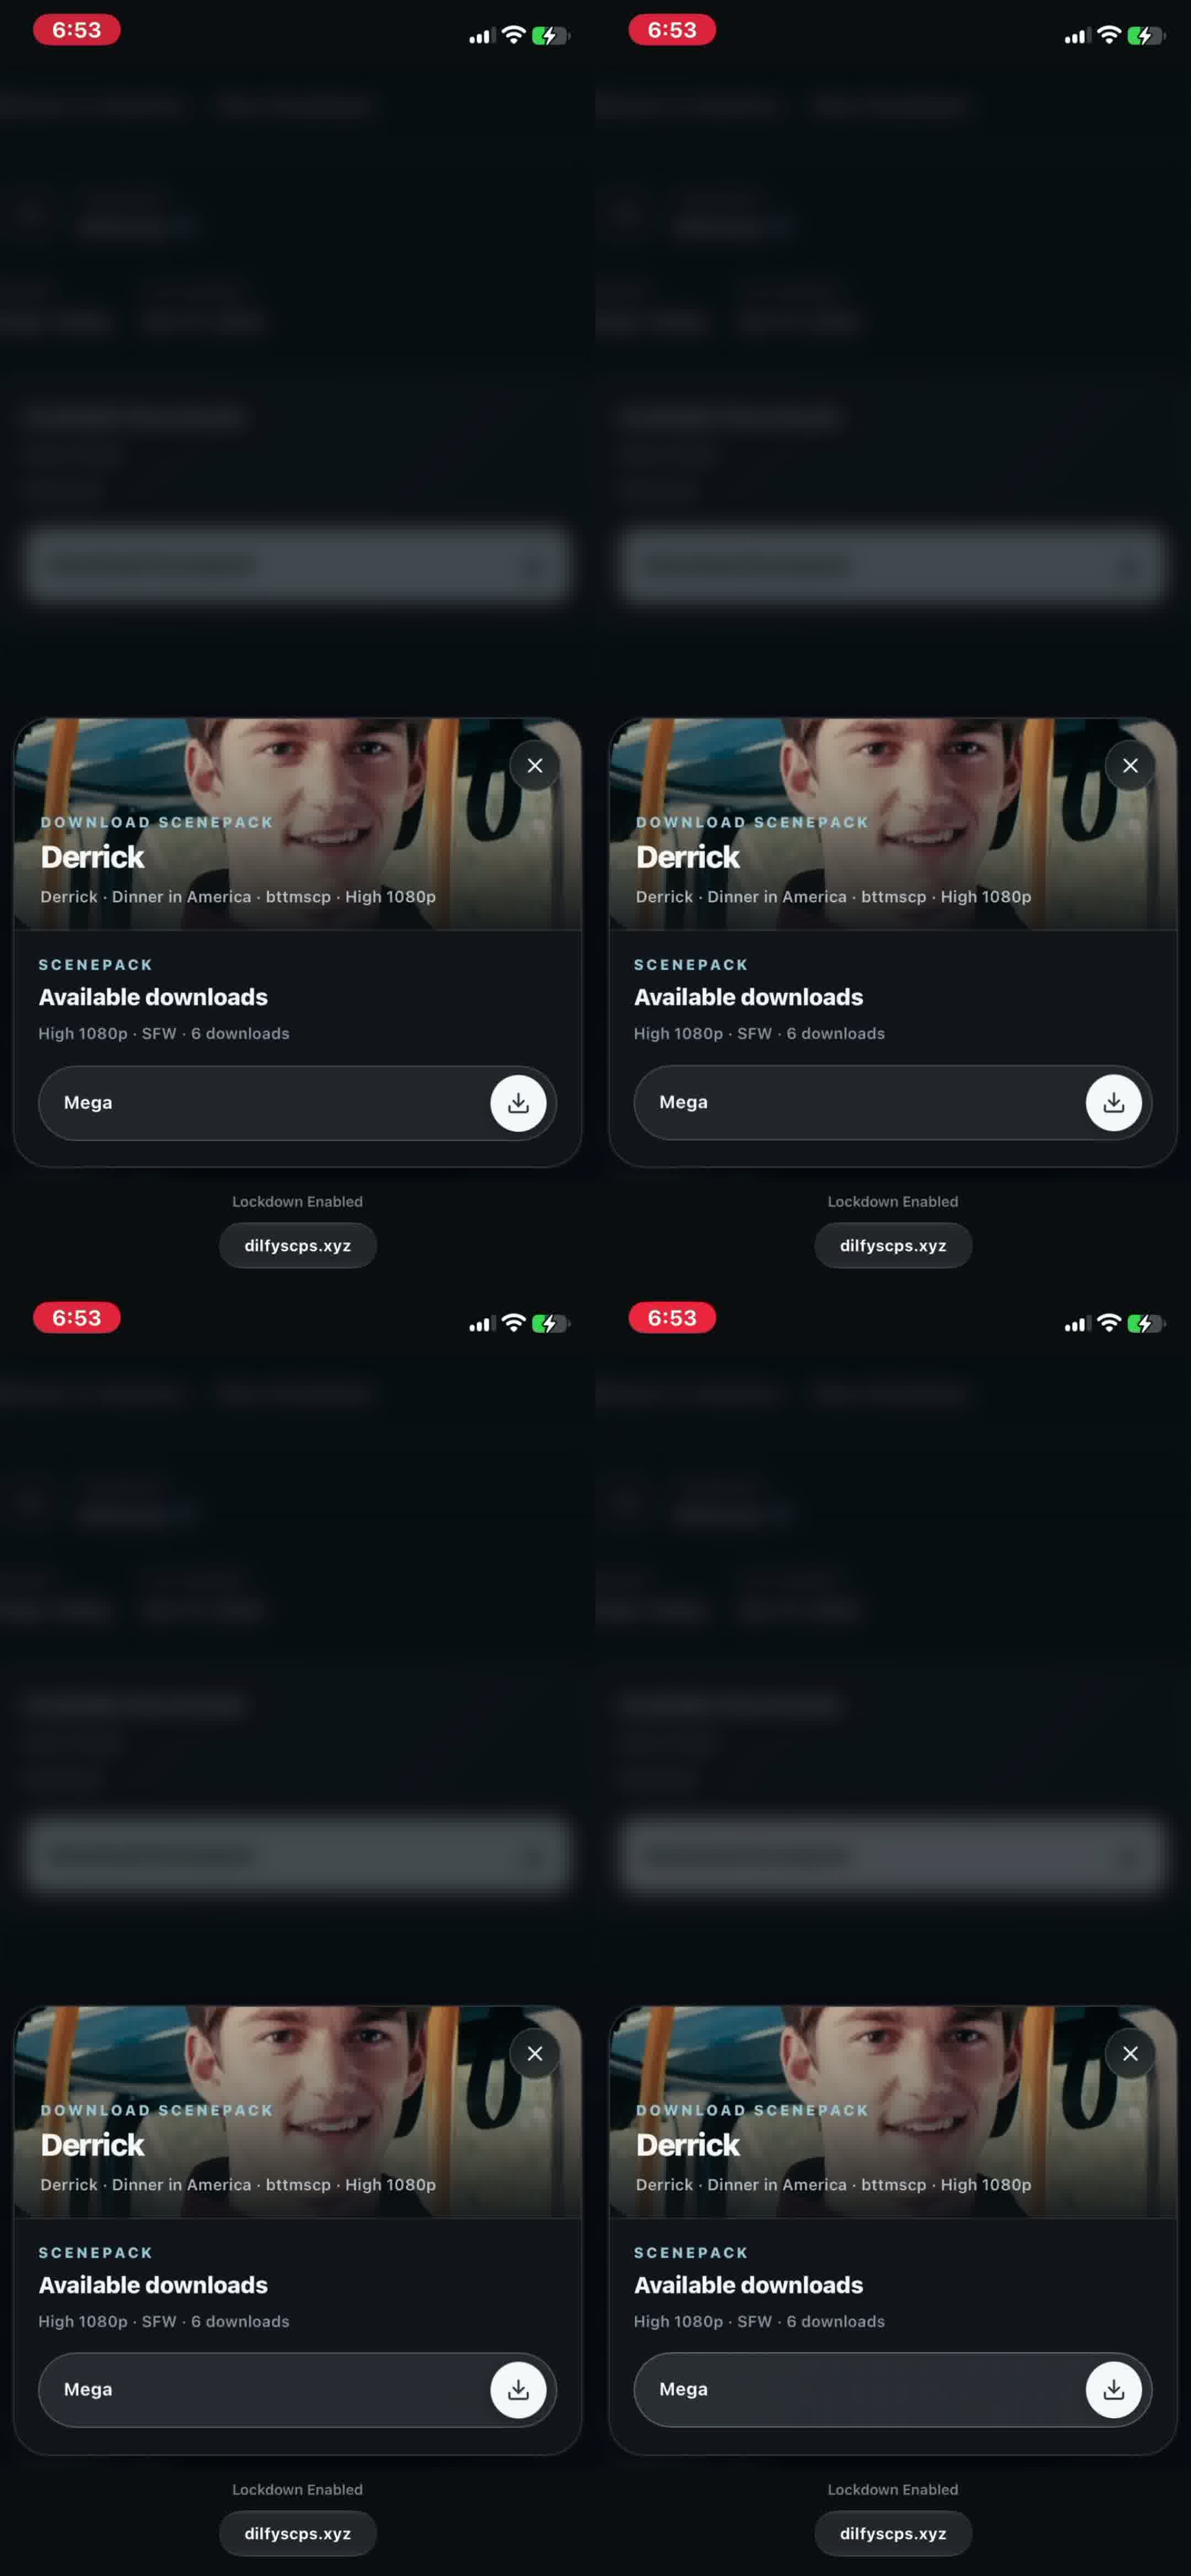 6:53
DOWNLOAD SCENEPACK
Derrick
Derrick · Dinner in America · bttmscp · High 1080p
SCENEPACK
Available downloads
High 1080p · SFW · 6 downloads
Mega
Lockdown Enabled
dilfyscps.xyz
6:53
DOWNLOAD SCENEPACK
Derrick
Derrick · Dinner in America · bttmscp · High 1080p
SCENEPACK
Available downloads
High 1080p · SFW · 6 downloads
Mega
Lockdown Enabled
dilfyscps.xyz
6:53
DOWNLOAD SCENEPACK
Derrick
Derrick · Dinner in America · bttmscp · High 1080p
SCENEPACK
Available downloads
High 1080p · SFW · 6 downloads
Mega
Lockdown Enabled
dilfyscps.xyz
6:53
DOWNLOAD SCENEPACK
Derrick
Derrick · Dinner in America · bttmscp · High 1080p
SCENEPACK
Available downloads
High 1080p · SFW · 6 downloads
Mega
Lockdown Enabled
dilfyscps.xyz